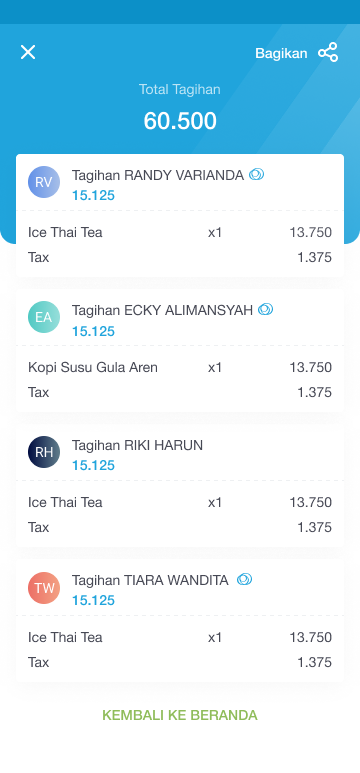 Bagikan
Total Tagihan
60.500
RV
Tagihan RANDY VARIANDA
15.125
Ice Thai Tea x1 13.750
Tax 1.375
EA
Tagihan ECKY ALIMANSYAH
15.125
Kopi Susu Gula Aren x1 13.750
Tax 1.375
RH
Tagihan RIKI HARUN
15.125
Ice Thai Tea x1 13.750
Tax 1.375
TW
Tagihan TIARA WANDITA
15.125
Ice Thai Tea x1 13.750
Tax 1.375
KEMBALI KE BERANDA